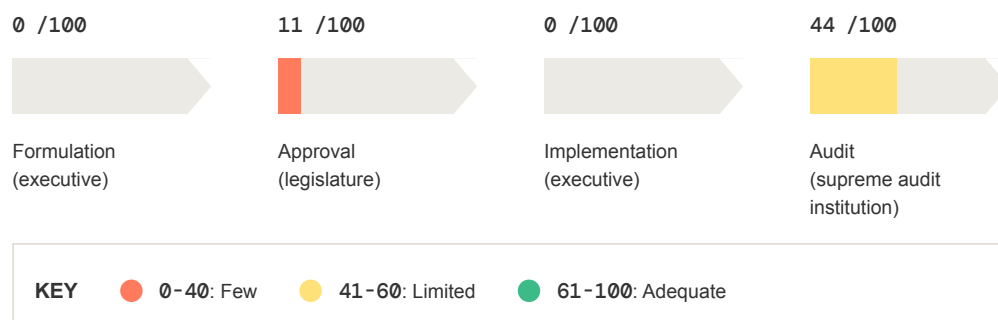 0 /100
11 /100
0 /100
44 /100
Formulation
(executive)
Approval
(legislature)
Implementation
(executive)
Audit
(supreme audit
institution)
KEY
0-40: Few
41-60: Limited
61-100: Adequate